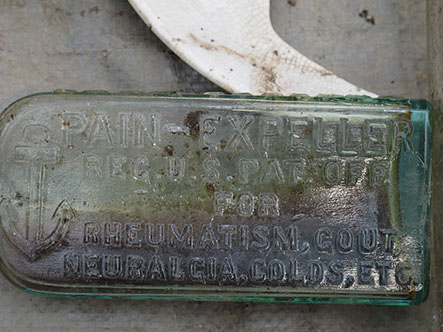 PAIN-EXPELLER
REG. U.S. PAT. OFF.
FOR
RHEUMATISM, GOUT
NEURALGIA, COLDS, ETC.